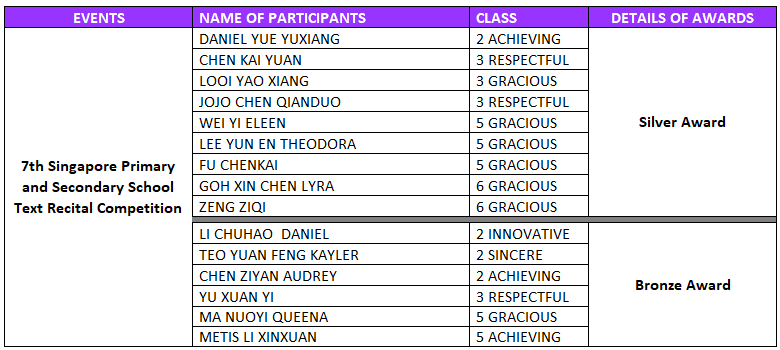 EVENTS NAME OF PARTICIPANTS CLASS DETAILS OF AWARDS
7th Singapore Primary
and Secondary School
Text Recital Competition
DANIEL YUE YUXIANG 2 ACHIEVING
CHEN KAI YUAN 3 RESPECTFUL
LOOI YAO XIANG 3 GRACIOUS
JOJO CHEN QIANDUO 3 RESPECTFUL
WEI YI ELEEN 5 GRACIOUS
LEE YUN EN THEODORA 5 GRACIOUS
FU CHENKAI 5 GRACIOUS
GOH XIN CHEN LYRA 6 GRACIOUS
ZENG ZIQI 6 GRACIOUS
Silver Award
LI CHUHAO  DANIEL 2 INNOVATIVE
TEO YUAN FENG KAYLER 2 SINCERE
CHEN ZIYAN AUDREY 2 ACHIEVING
YU XUAN YI 3 RESPECTFUL
MA NUOYI QUEENA 5 GRACIOUS
METIS LI XINXUAN 5 ACHIEVING
Bronze Award